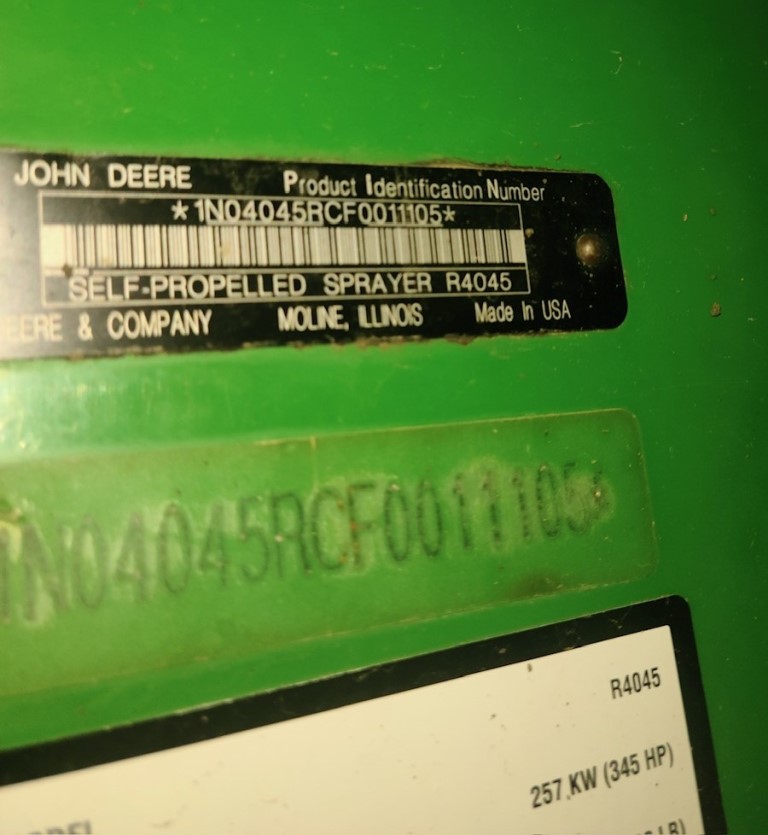 JOHN DEERE Product Identification Number
*1N04045RCF0011105*
SELF-PROPELLED SPRAYER R4045
DEERE & COMPANY MOLINE, ILLINOIS Made In USA
1N04045RCF0011105*
R4045
257 KW (345 HP)